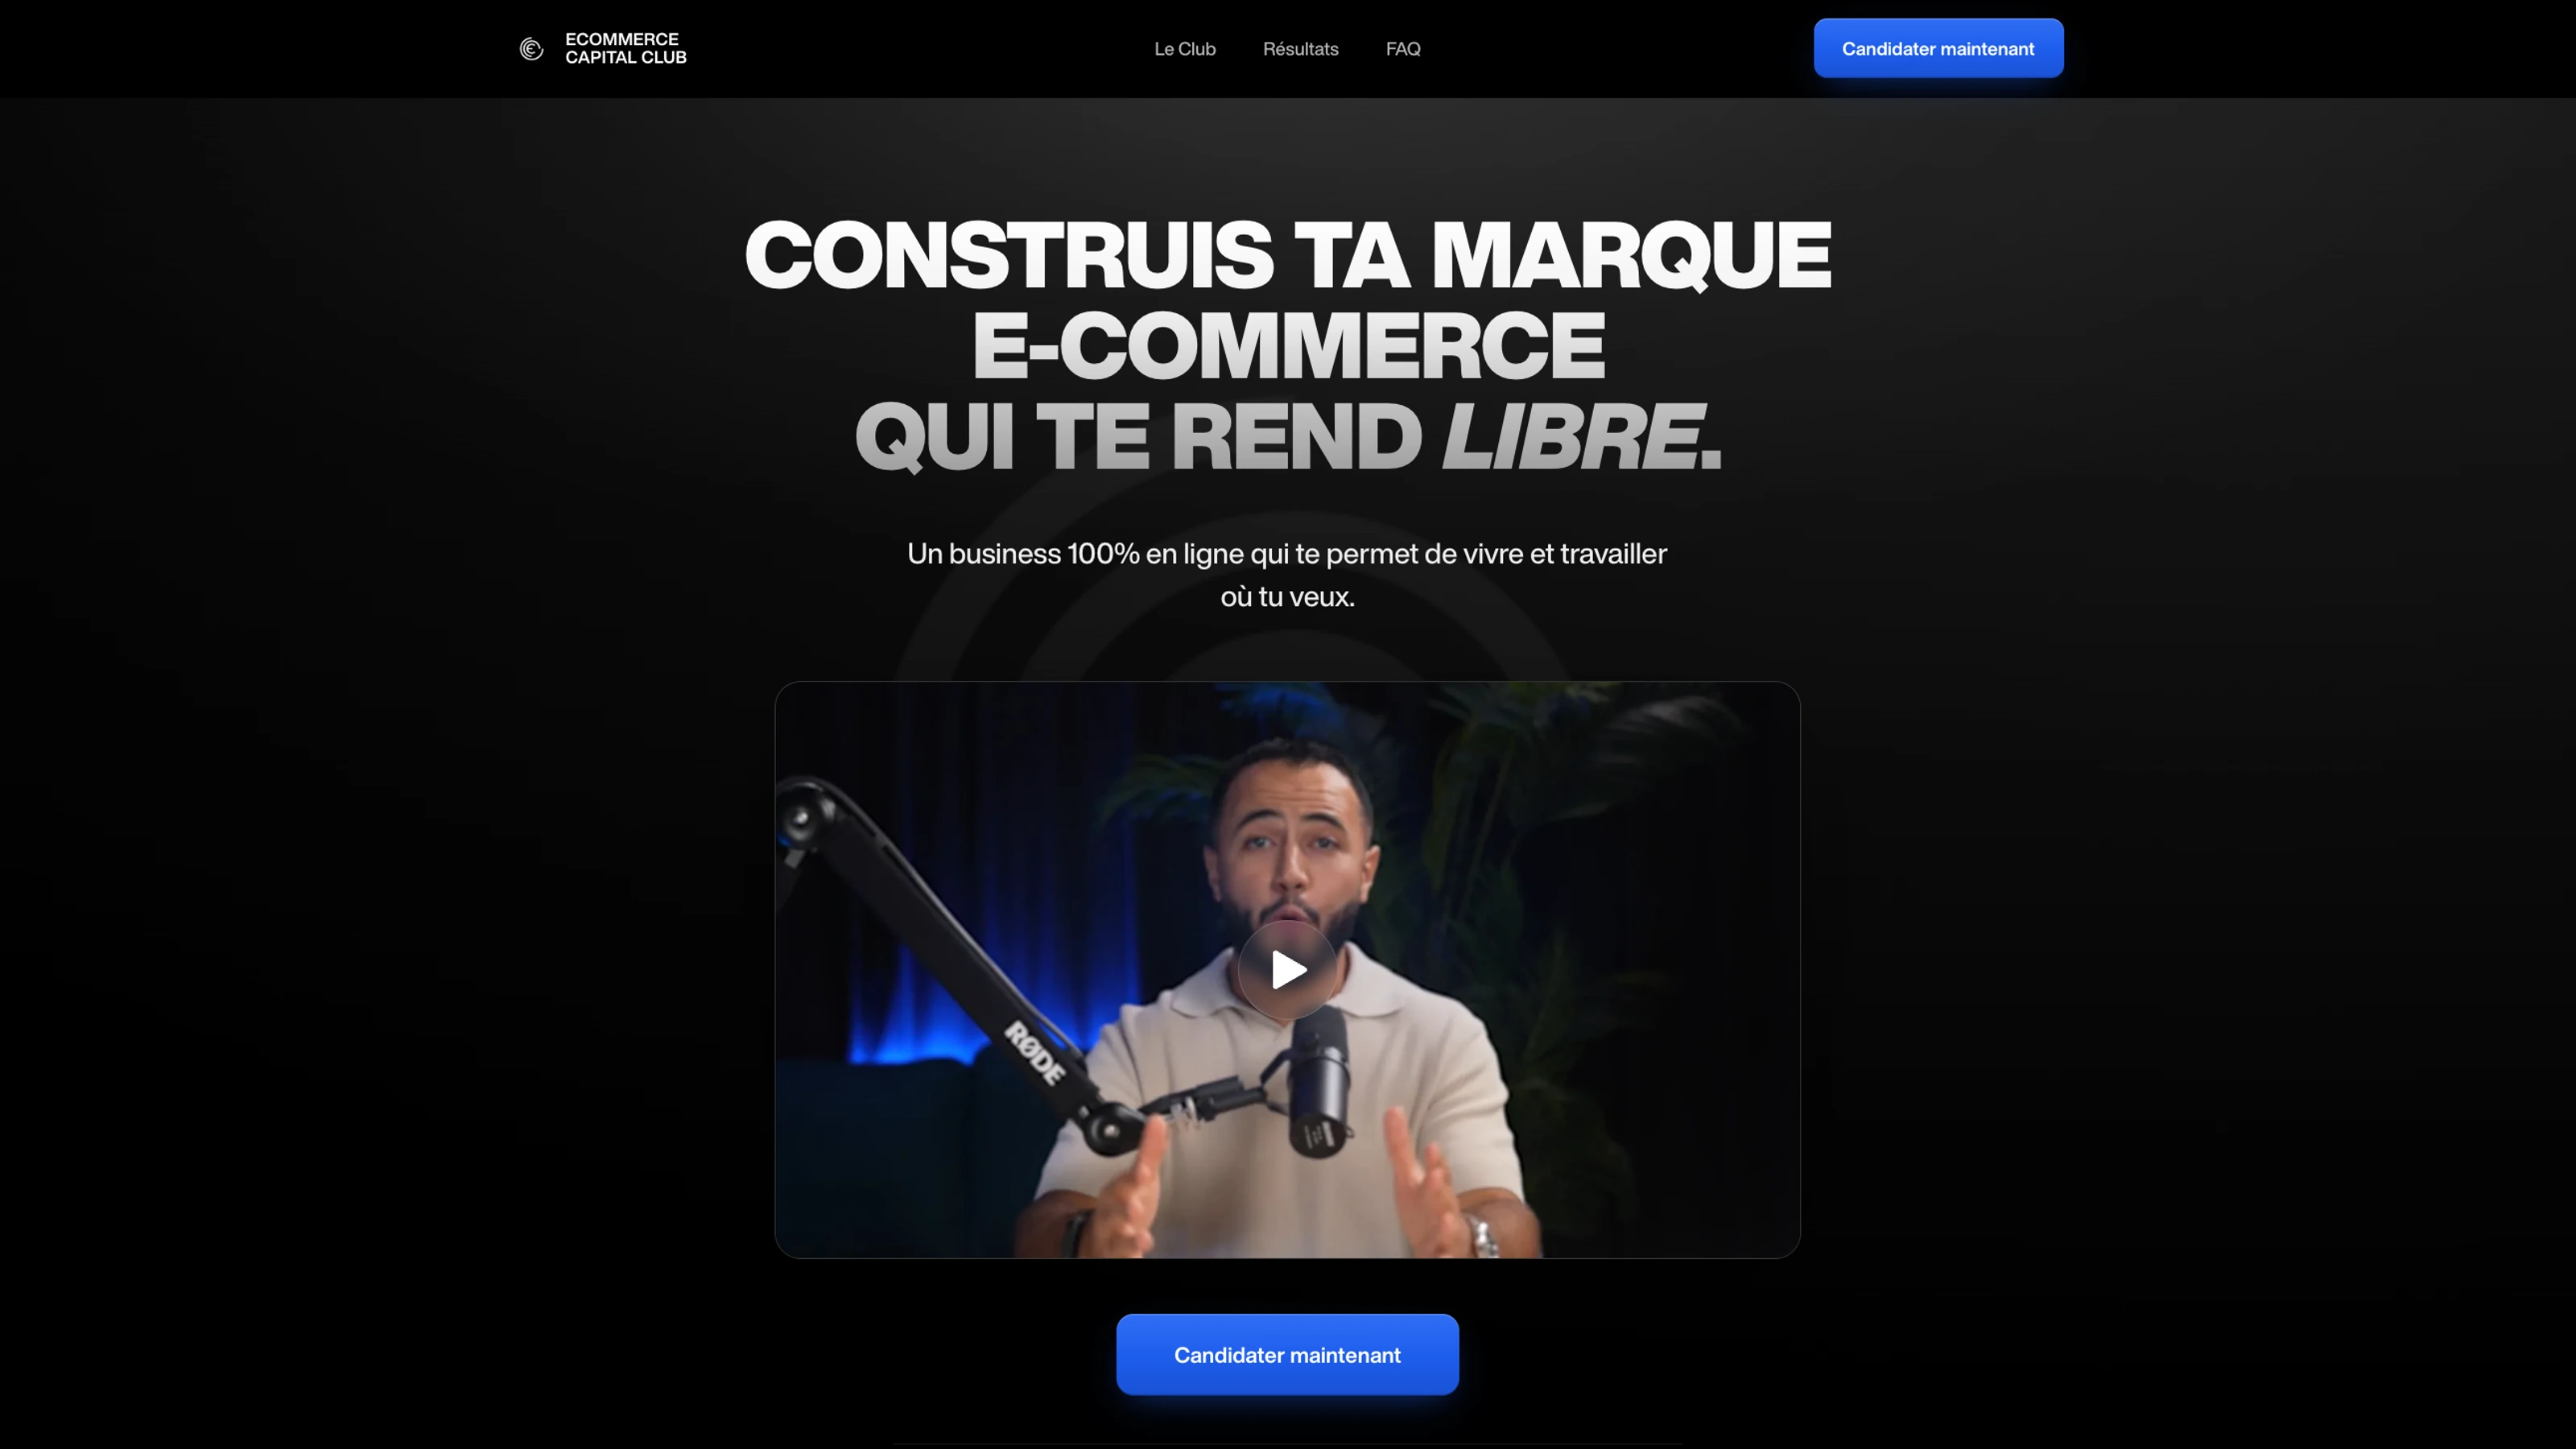 ECOMMERCE
CAPITAL CLUB
Le Club
Résultats
FAQ
Candidater maintenant
CONSTRUIS TA MARQUE
E-COMMERCE
QUI TE REND LIBRE.
Un business 100% en ligne qui te permet de vivre et travailler
où tu veux.
RØDE
Candidater maintenant